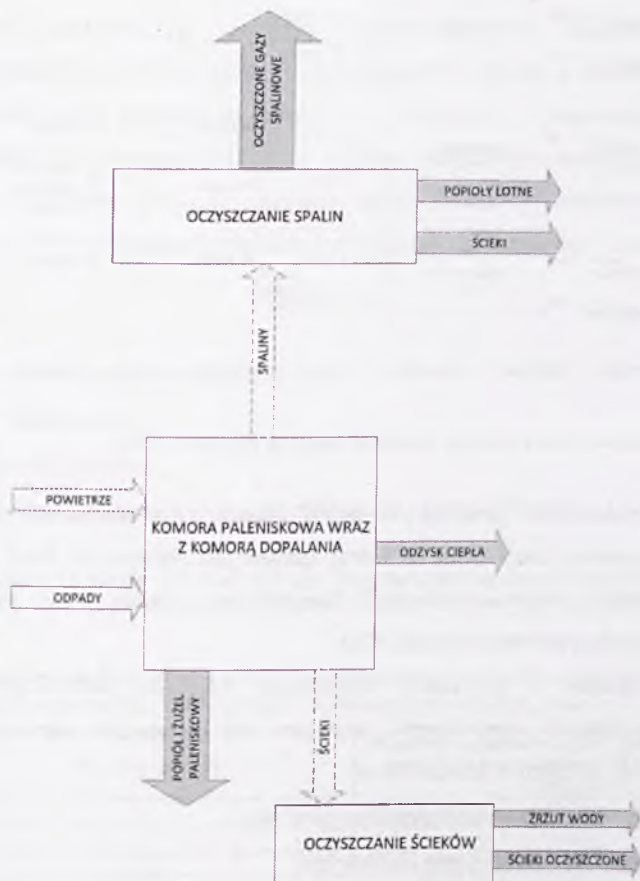 OCZYSZCZONE GAZY
SPALINOWE
OCZYSZCZANIE SPALIN
POPIOŁY LOTNE
ŚCIEKI
SPALINY
POWIETRZE
KOMORA PALENISKOWA WRAZ
Z KOMORĄ DOPALANIA
ODZYSK CIEPŁA
ODPADY
POPIÓŁ I ŻUŻEL
PALENISKOWY
ŚCIEKI
OCZYSZCZANIE ŚCIEKÓW
ZRZUT WODY
ŚCIEKI OCZYSZCZONE